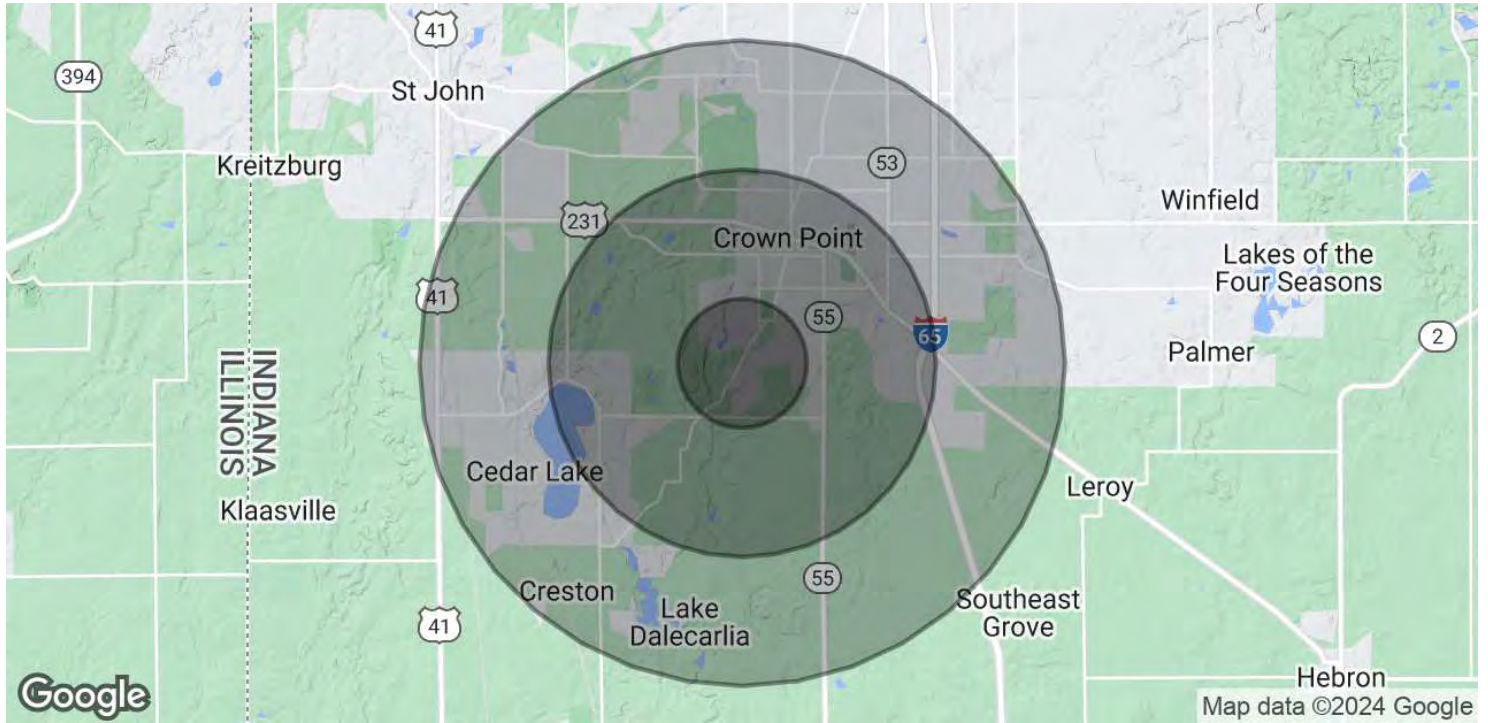 41
394
St John
Kreitzburg
53
Winfield
231
Crown Point
Lakes of the
Four Seasons
41
55
65
2
Palmer
INDIANA
ILLINOIS
Cedar Lake
Leroy
Klaasville
55
Creston
Lake
Dalecarlia
Southeast
Grove
41
Hebron
Google
Map data ©2024 Google